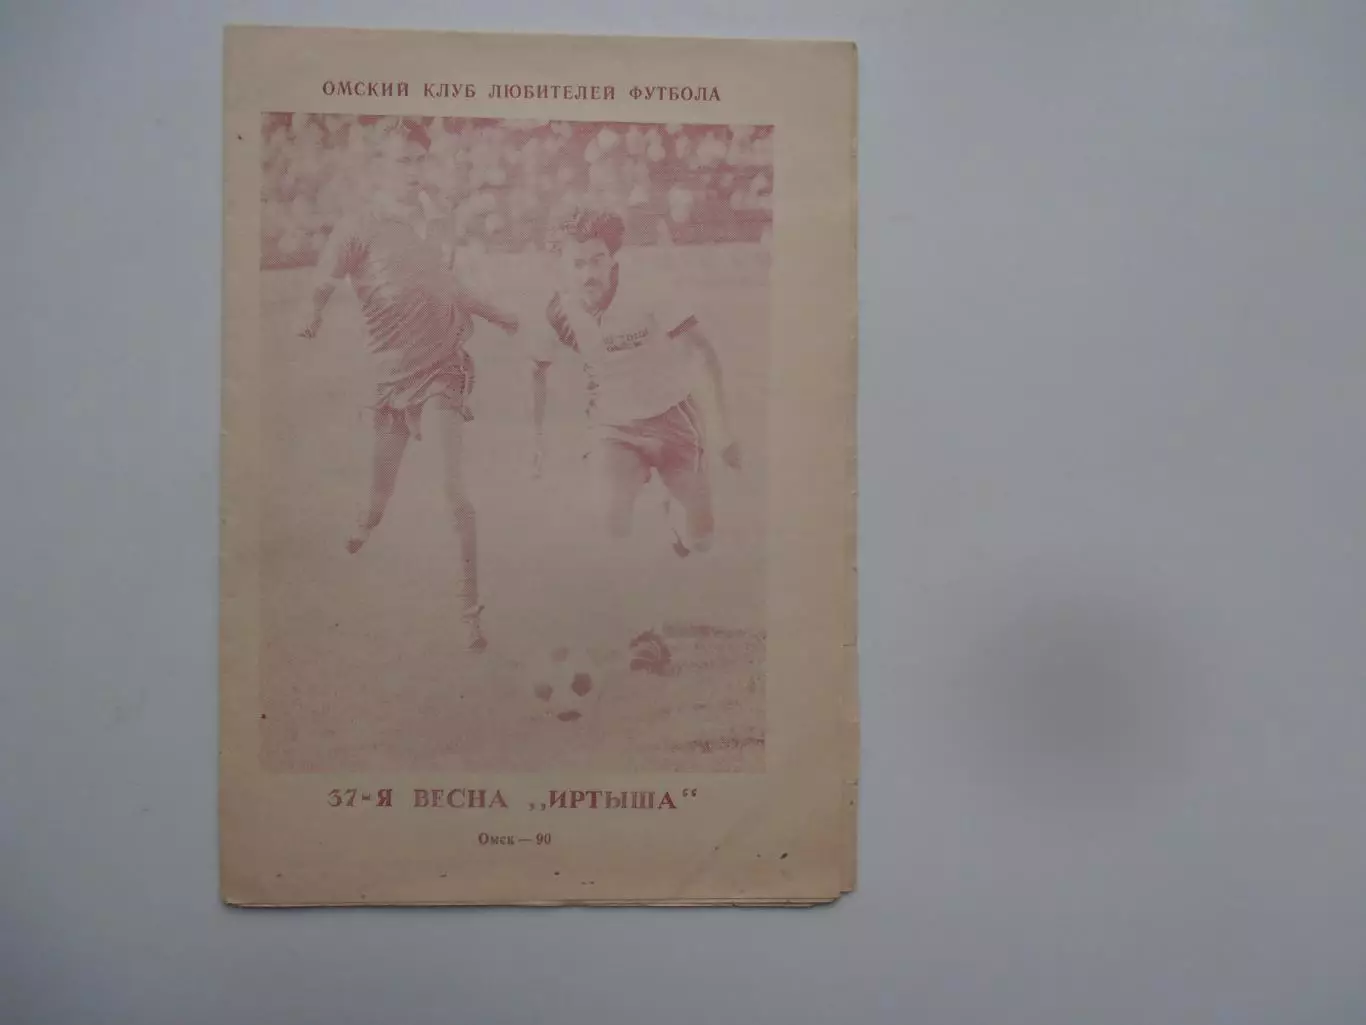 ОМСКИЙ КЛУБ ЛЮБИТЕЛЕЙ ФУТБОЛА
37-Я ВЕСНА „ИРТЫША“
Омск — 90